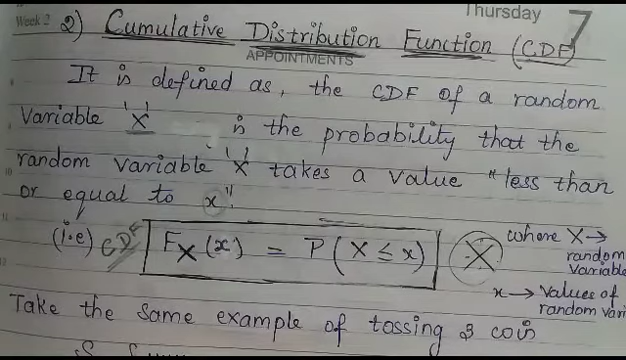 Week 2
Thursday
7
2) Cumulative Distribution Function (CDF)
APPOINTMENTS
It is defined as, the CDF of a random
variable 'X' is the probability that the
random variable 'X' takes a value "less than
or equal to x".
(i.e) CDF Fx(x) = P(X ≤ x) X where X →
random
variable
x → values of
random vari
Take the same example of tossing 3 coin